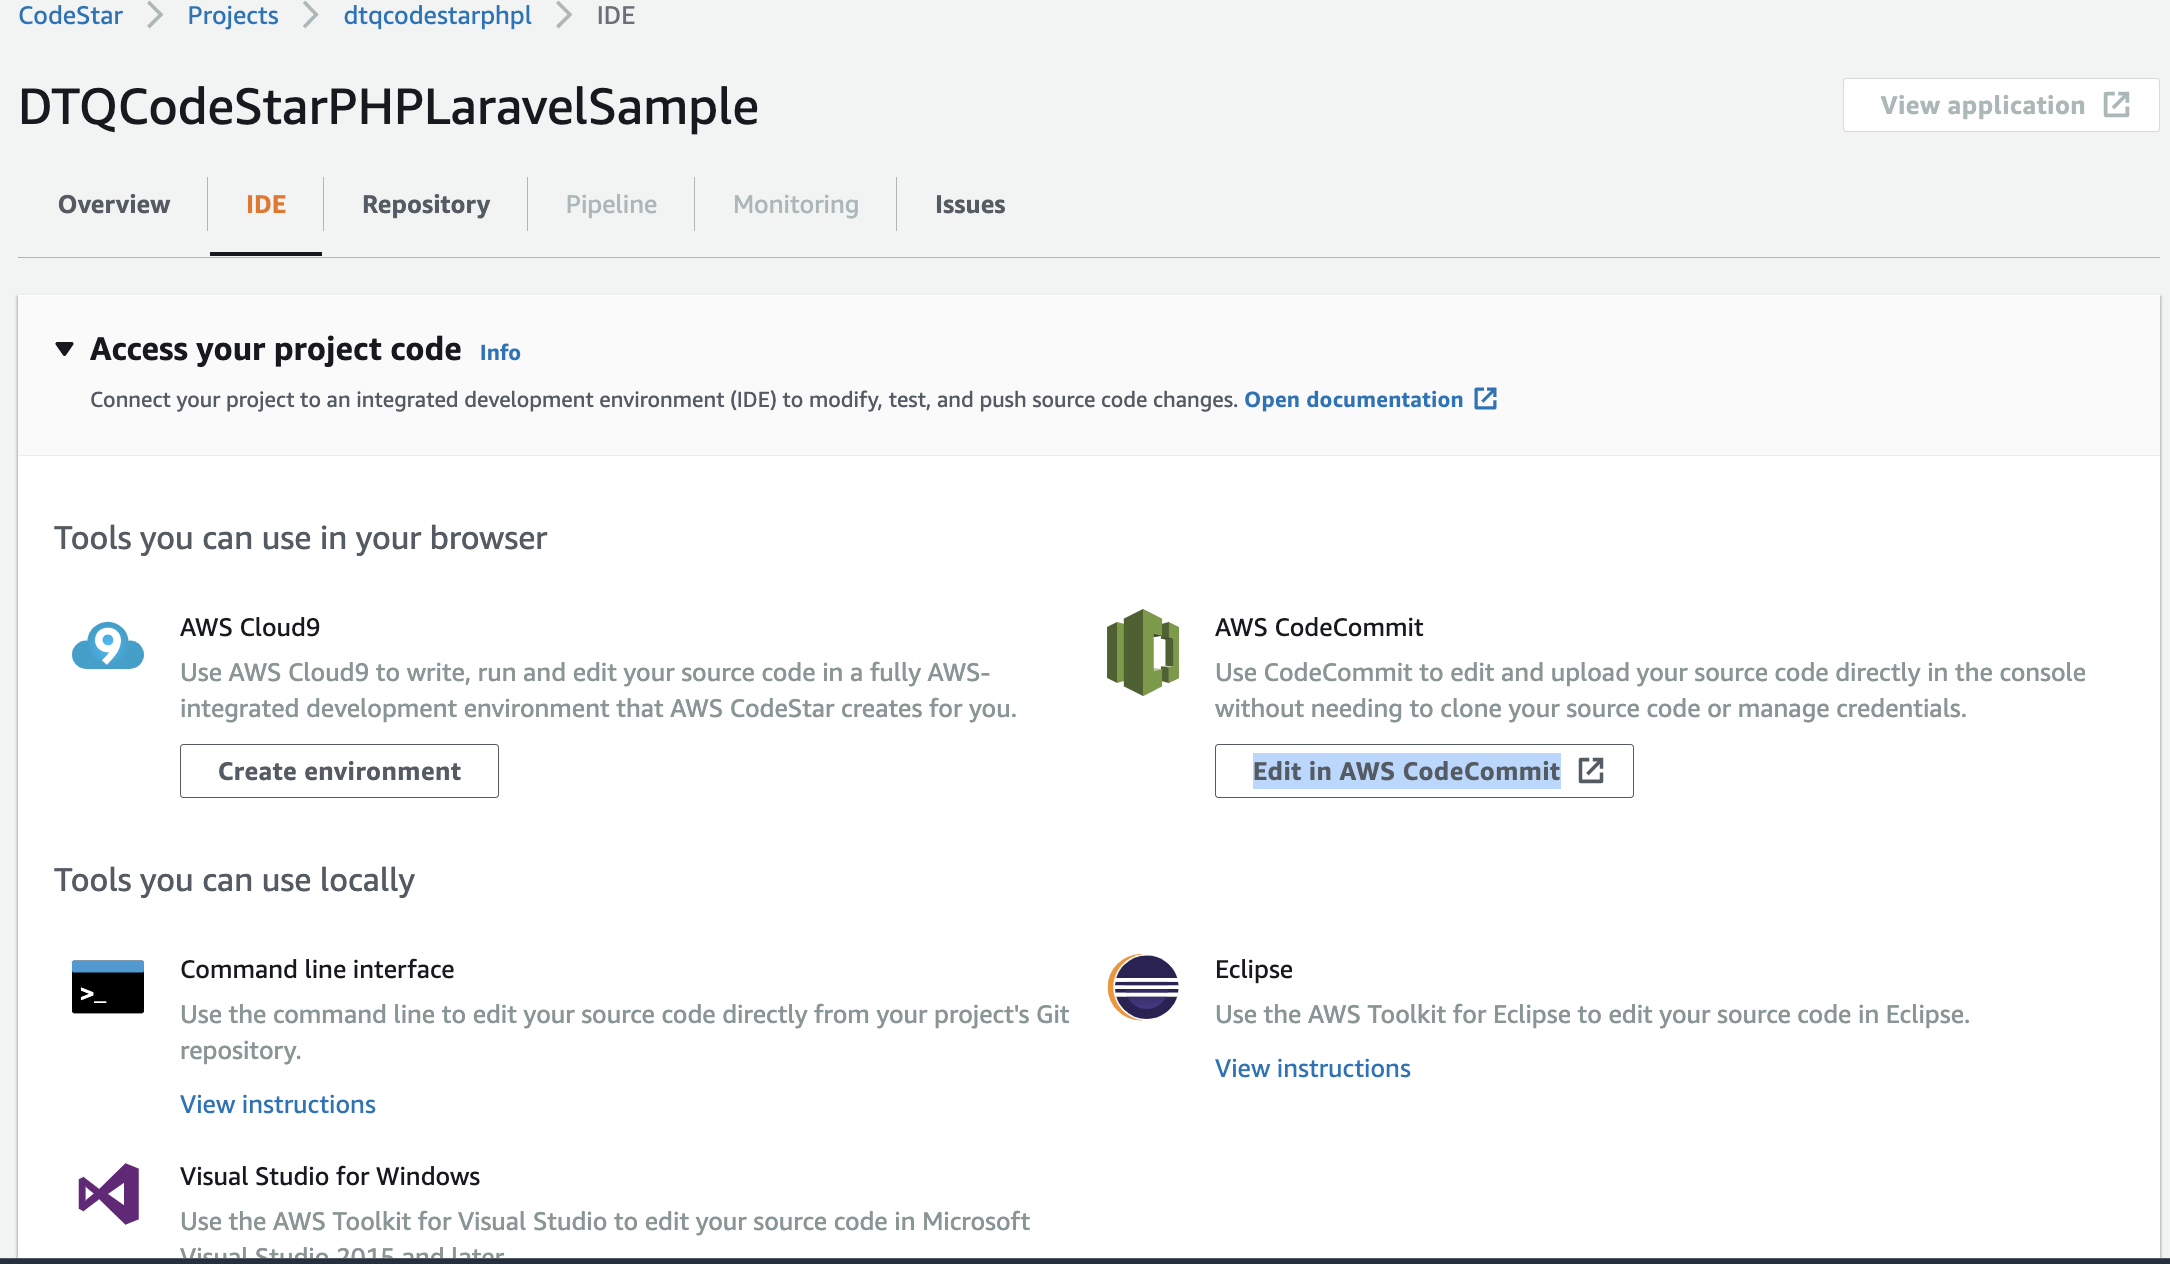 CodeStar > Projects > dtqcodestarphpl > IDE
DTQCodeStarPHPLaravelSample
View application
Overview IDE Repository Pipeline Monitoring Issues
Access your project code Info
Connect your project to an integrated development environment (IDE) to modify, test, and push source code changes. Open documentation
Tools you can use in your browser
9
AWS Cloud9
Use AWS Cloud9 to write, run and edit your source code in a fully AWS-
integrated development environment that AWS CodeStar creates for you.
Create environment
AWS CodeCommit
Use CodeCommit to edit and upload your source code directly in the console
without needing to clone your source code or manage credentials.
Edit in AWS CodeCommit
Tools you can use locally
>_
Command line interface
Use the command line to edit your source code directly from your project's Git
repository.
View instructions
Eclipse
Use the AWS Toolkit for Eclipse to edit your source code in Eclipse.
View instructions
Visual Studio for Windows
Use the AWS Toolkit for Visual Studio to edit your source code in Microsoft
Visual Studio 2015 and later